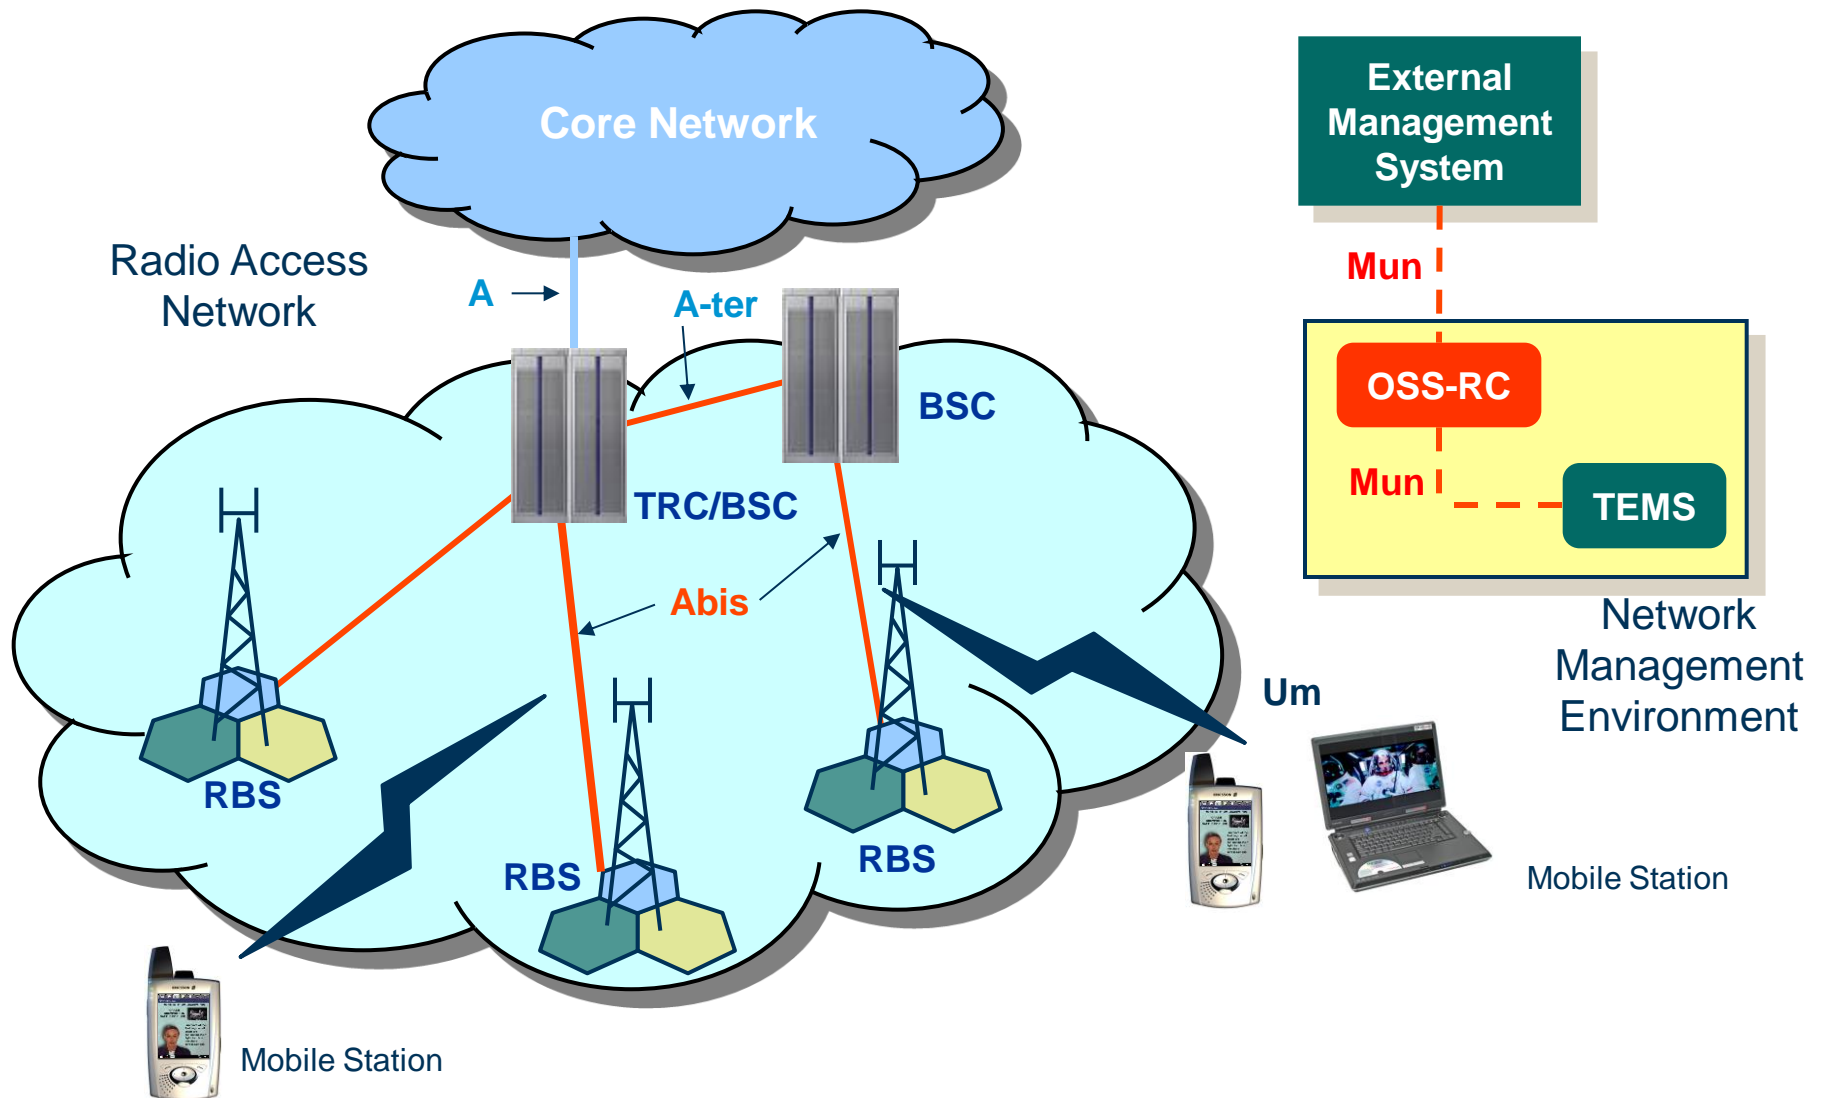 Core Network
External
Management
System
Radio Access
Network
A
A-ter
Mun
OSS-RC
BSC
Mun
TEMS
TRC/BSC
Abis
Network
Management
Environment
Um
RBS
RBS
RBS
Mobile Station
Mobile Station